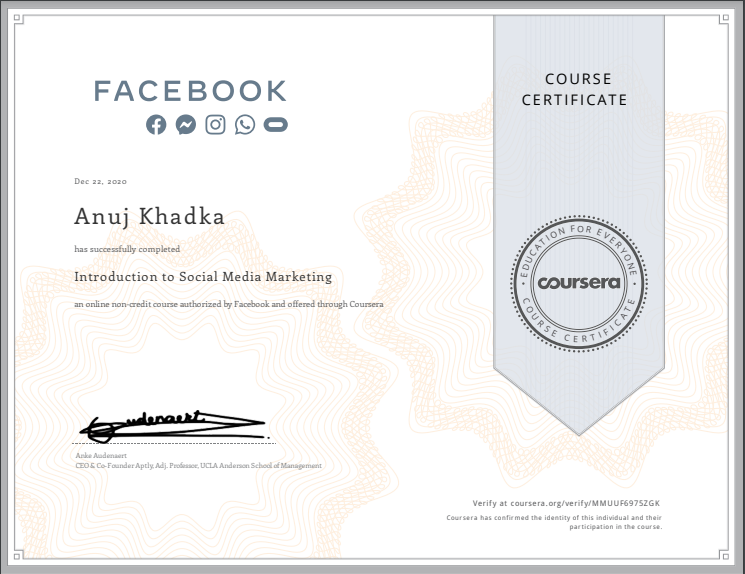 FACEBOOK
COURSE
CERTIFICATE
Dec 22, 2020
Anuj Khadka
has successfully completed
Introduction to Social Media Marketing
an online non-credit course authorized by Facebook and offered through Coursera
EDUCATION FOR EVERYONE
coursera
COURSE CERTIFICATE
Audenaert
Anke Audenaert
CEO & Co-Founder Aptly, Adj. Professor, UCLA Anderson School of Management
Verify at coursera.org/verify/MMUUF697SZGK
Coursera has confirmed the identity of this individual and their
participation in the course.